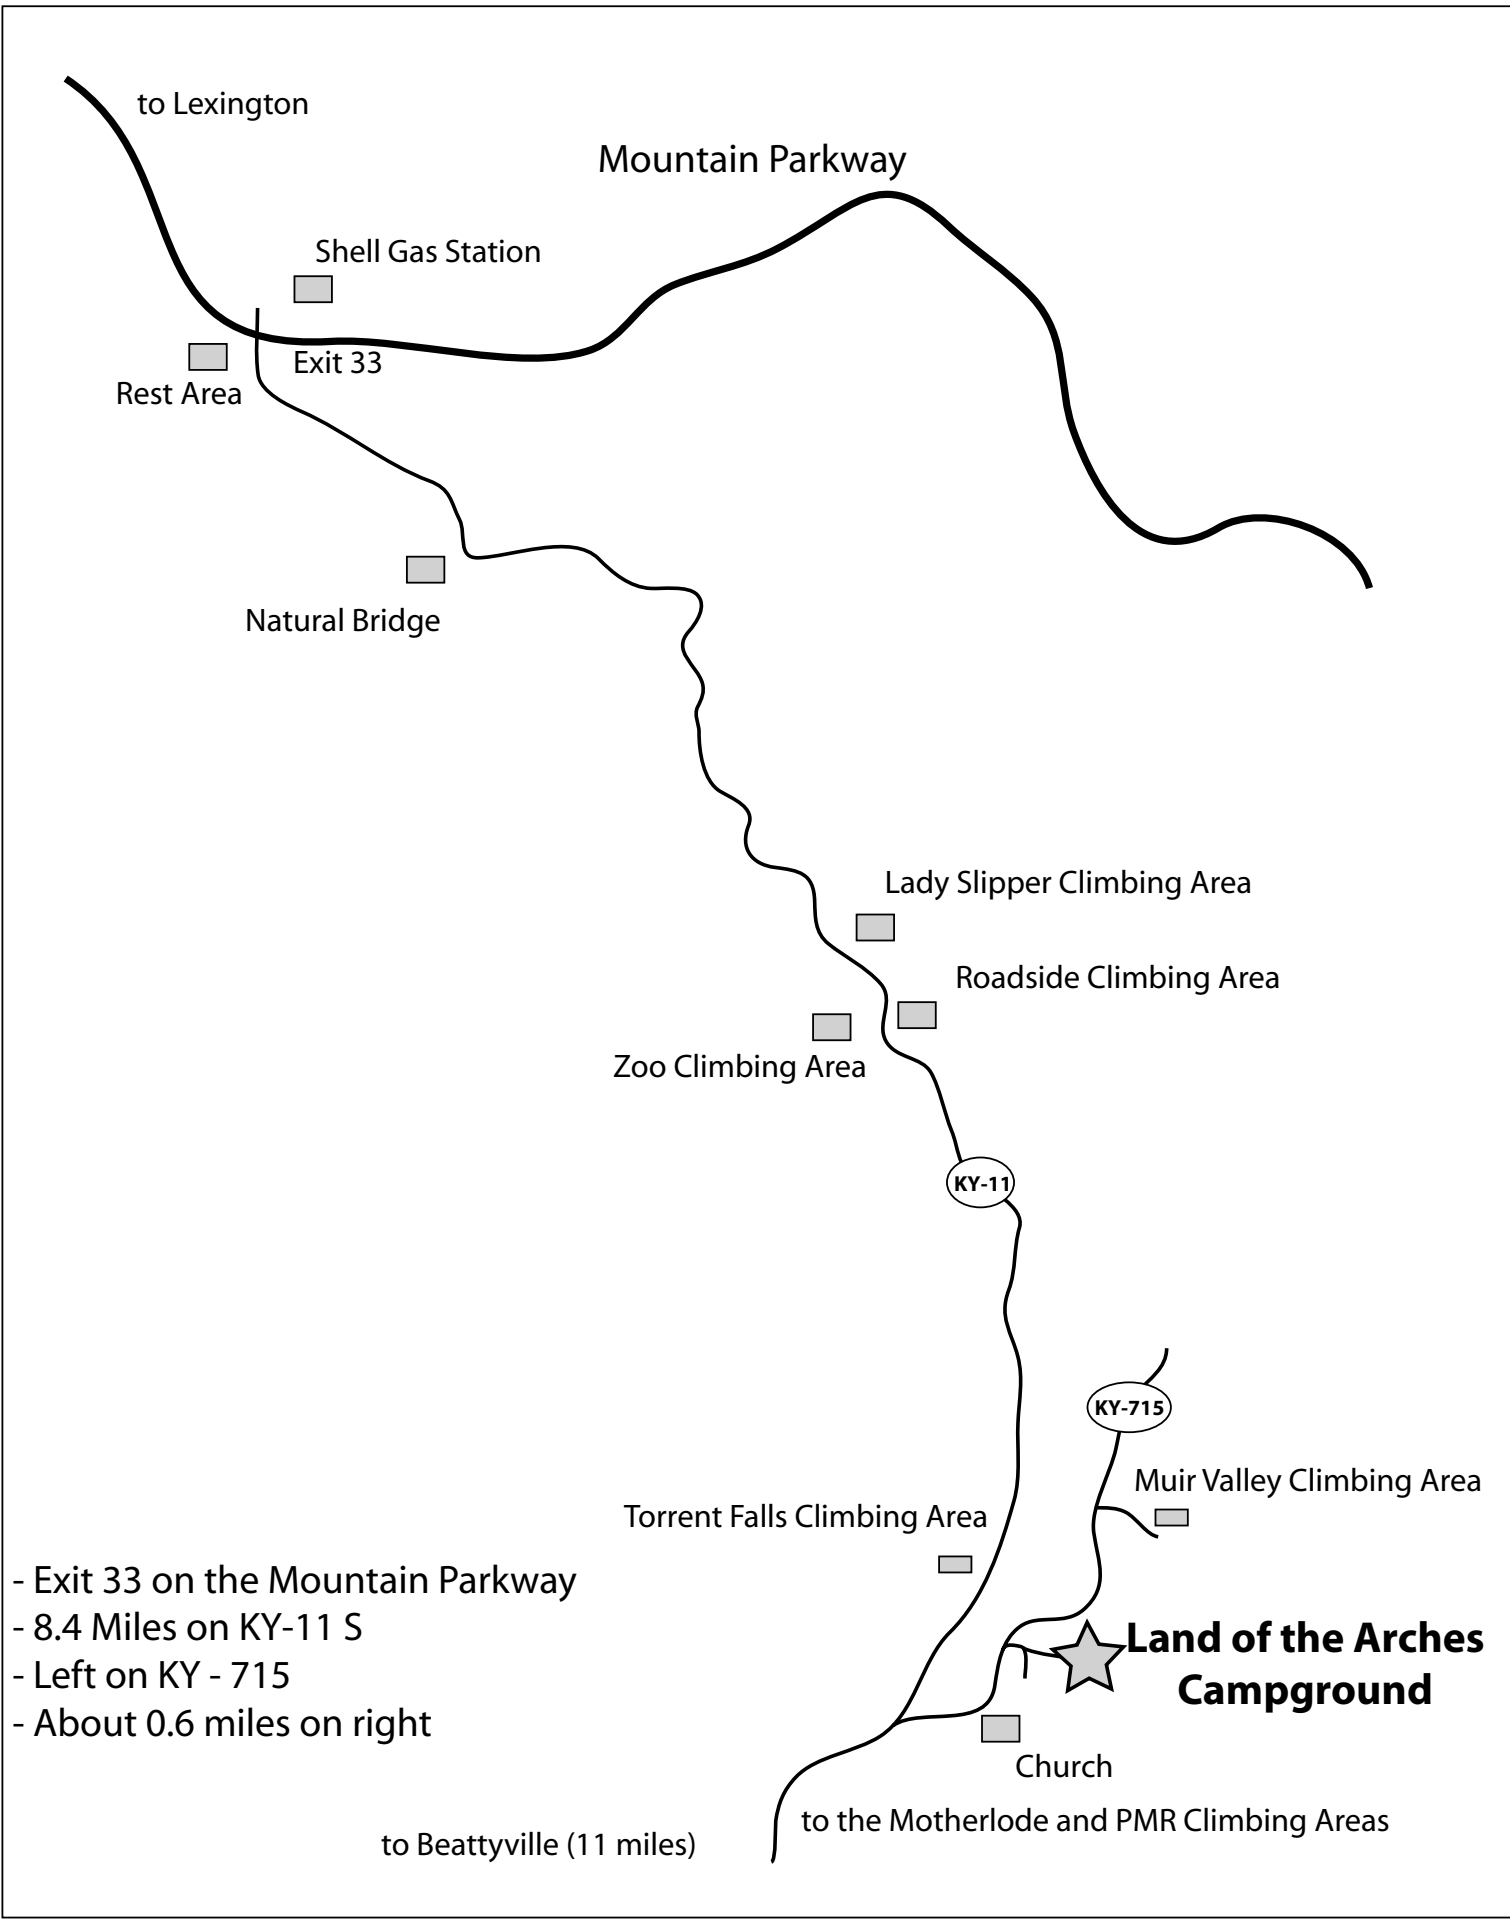 to Lexington
Mountain Parkway
Shell Gas Station
Exit 33
Rest Area
Natural Bridge
Lady Slipper Climbing Area
Roadside Climbing Area
Zoo Climbing Area
KY-11
KY-715
Muir Valley Climbing Area
Torrent Falls Climbing Area
- Exit 33 on the Mountain Parkway
- 8.4 Miles on KY-11 S
- Left on KY - 715
- About 0.6 miles on right
Land of the Arches
Campground
Church
to the Motherlode and PMR Climbing Areas
to Beattyville (11 miles)